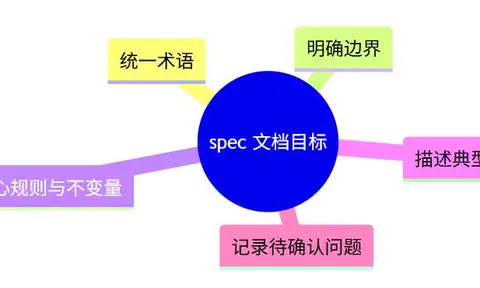 明确边界
统一术语
spec 文档目标
描述典型
心规则与不变量
记录待确认问题